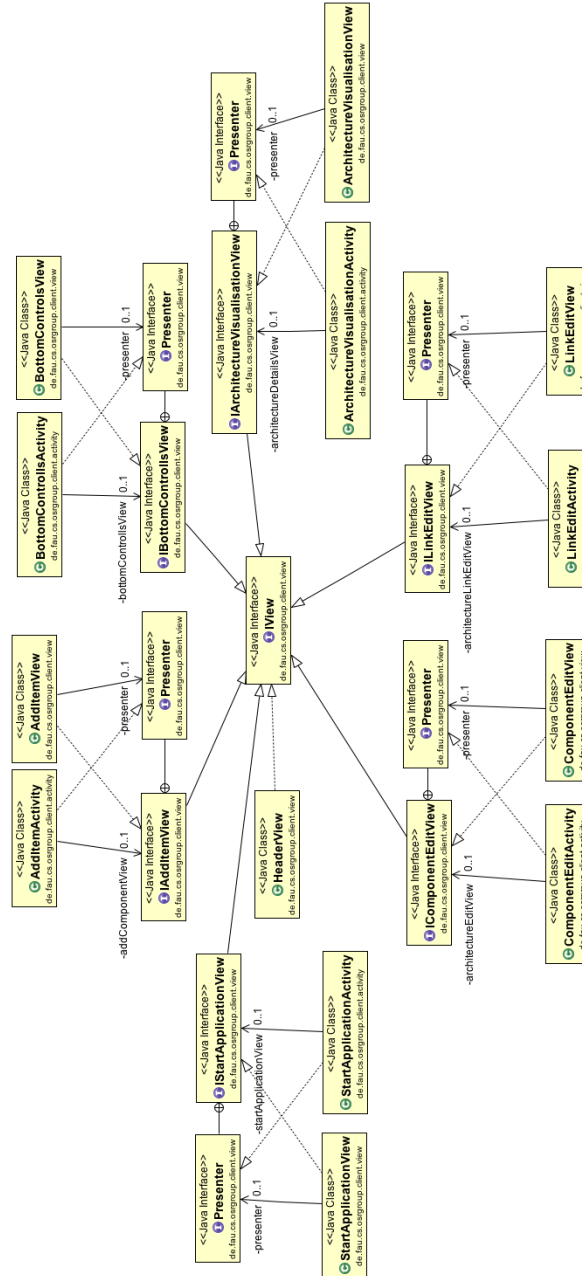 <<Java Class>>
AddItemActivity
de.fau.cs.osrgroup.client.activity
<<Java Class>>
AddItemView
de.fau.cs.osrgroup.client.view
-addComponentView 0..1
-presenter 0..1
<<Java Interface>>
IAddItemView
de.fau.cs.osrgroup.client.view
<<Java Interface>>
Presenter
de.fau.cs.osrgroup.client.view
<<Java Class>>
BottomControllsActivity
de.fau.cs.osrgroup.client.activity
<<Java Class>>
BottomControllsView
de.fau.cs.osrgroup.client.view
-bottomControllsView 0..1
-presenter 0..1
<<Java Interface>>
IBottomControllsView
de.fau.cs.osrgroup.client.view
<<Java Interface>>
Presenter
de.fau.cs.osrgroup.client.view
<<Java Interface>>
Presenter
de.fau.cs.osrgroup.client.view
<<Java Interface>>
IStartApplicationView
de.fau.cs.osrgroup.client.view
-presenter 0..1
-startApplicationView 0..1
<<Java Class>>
StartApplicationView
de.fau.cs.osrgroup.client.view
<<Java Class>>
StartApplicationActivity
de.fau.cs.osrgroup.client.activity
<<Java Class>>
HeaderView
de.fau.cs.osrgroup.client.view
<<Java Interface>>
IView
de.fau.cs.osrgroup.client.view
<<Java Interface>>
IArchitectureVisualisationView
de.fau.cs.osrgroup.client.view
<<Java Interface>>
Presenter
de.fau.cs.osrgroup.client.view
-architectureDetailsView 0..1
-presenter 0..1
<<Java Class>>
ArchitectureVisualisationActivity
de.fau.cs.osrgroup.client.activity
<<Java Class>>
ArchitectureVisualisationView
de.fau.cs.osrgroup.client.view
<<Java Interface>>
IComponentEditView
de.fau.cs.osrgroup.client.view
<<Java Interface>>
Presenter
de.fau.cs.osrgroup.client.view
-architectureEditView 0..1
-presenter 0..1
<<Java Class>>
ComponentEditActivity
<<Java Class>>
ComponentEditView
<<Java Interface>>
ILinkEditView
de.fau.cs.osrgroup.client.view
<<Java Interface>>
Presenter
de.fau.cs.osrgroup.client.view
-architectureLinkEditView 0..1
-presenter 0..1
<<Java Class>>
LinkEditActivity
<<Java Class>>
LinkEditView